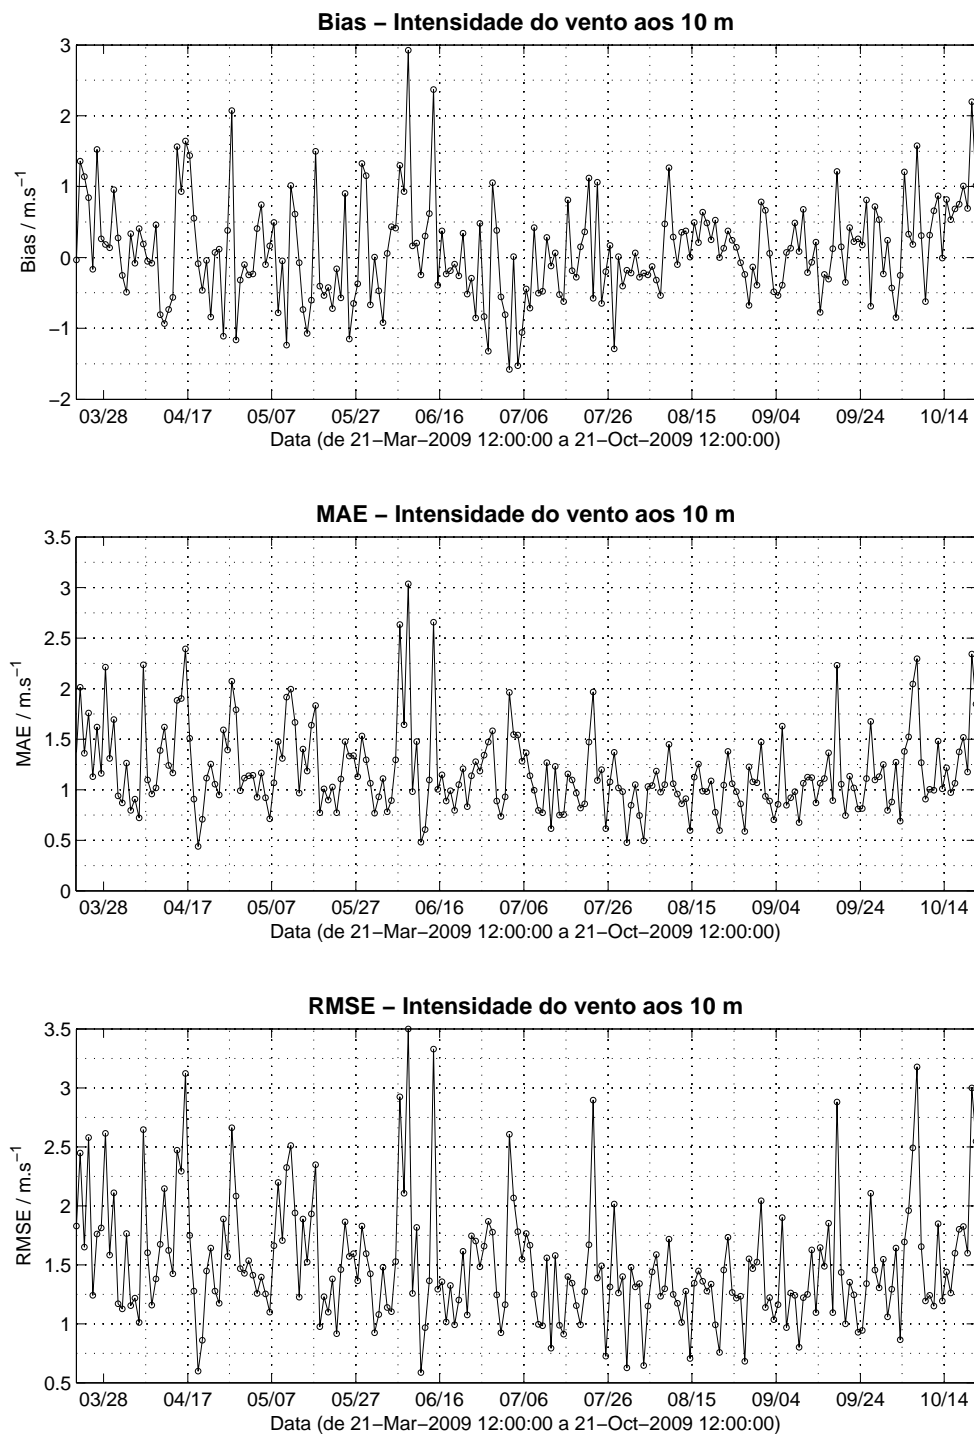 Bias − Intensidade do vento aos 10 m
3
2
1
0
−1
−2
Bias / m.s−1
03/28 04/17 05/07 05/27 06/16 07/06 07/26 08/15 09/04 09/24 10/14
Data (de 21−Mar−2009 12:00:00 a 21−Oct−2009 12:00:00)
MAE − Intensidade do vento aos 10 m
3.5
3
2.5
2
1.5
1
0.5
0
MAE / m.s−1
03/28 04/17 05/07 05/27 06/16 07/06 07/26 08/15 09/04 09/24 10/14
Data (de 21−Mar−2009 12:00:00 a 21−Oct−2009 12:00:00)
RMSE − Intensidade do vento aos 10 m
3.5
3
2.5
2
1.5
1
0.5
RMSE / m.s−1
03/28 04/17 05/07 05/27 06/16 07/06 07/26 08/15 09/04 09/24 10/14
Data (de 21−Mar−2009 12:00:00 a 21−Oct−2009 12:00:00)